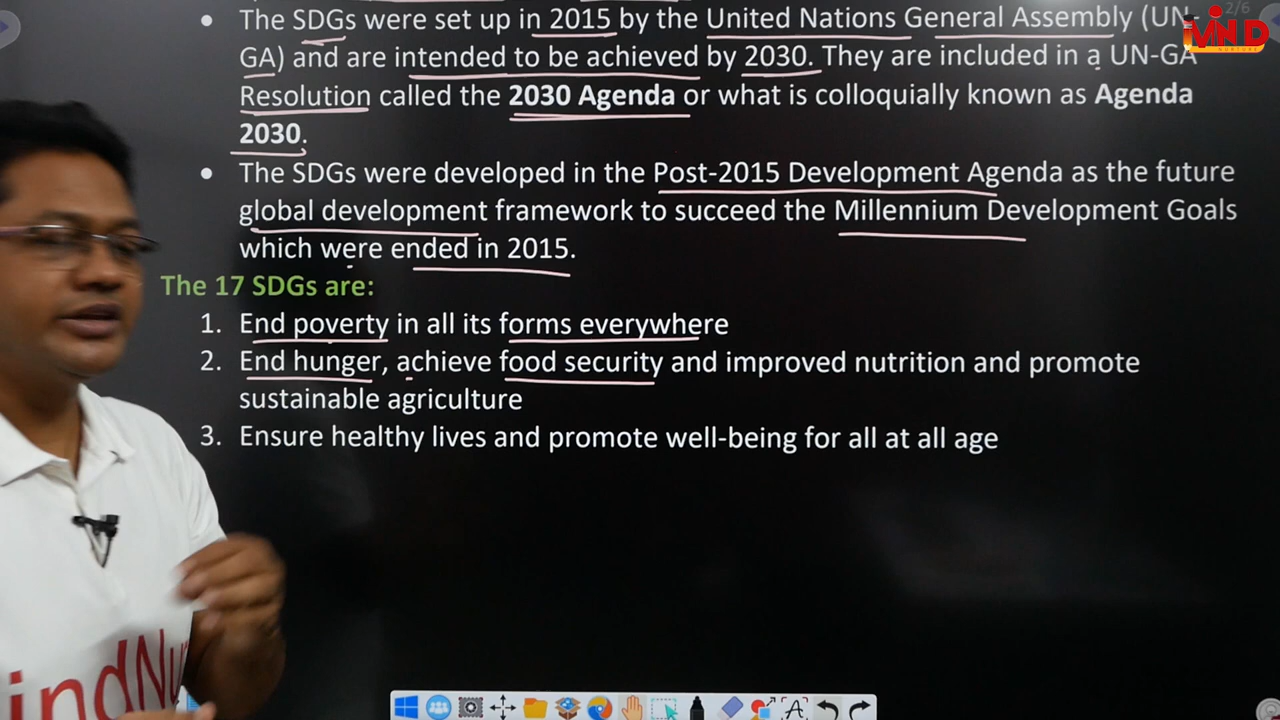 2/6
MIND
NURTURE
• The SDGs were set up in 2015 by the United Nations General Assembly (UN-
GA) and are intended to be achieved by 2030. They are included in a UN-GA
Resolution called the 2030 Agenda or what is colloquially known as Agenda
2030.
• The SDGs were developed in the Post-2015 Development Agenda as the future
global development framework to succeed the Millennium Development Goals
which were ended in 2015.
The 17 SDGs are:
1. End poverty in all its forms everywhere
2. End hunger, achieve food security and improved nutrition and promote
sustainable agriculture
3. Ensure healthy lives and promote well-being for all at all age
indNu
A